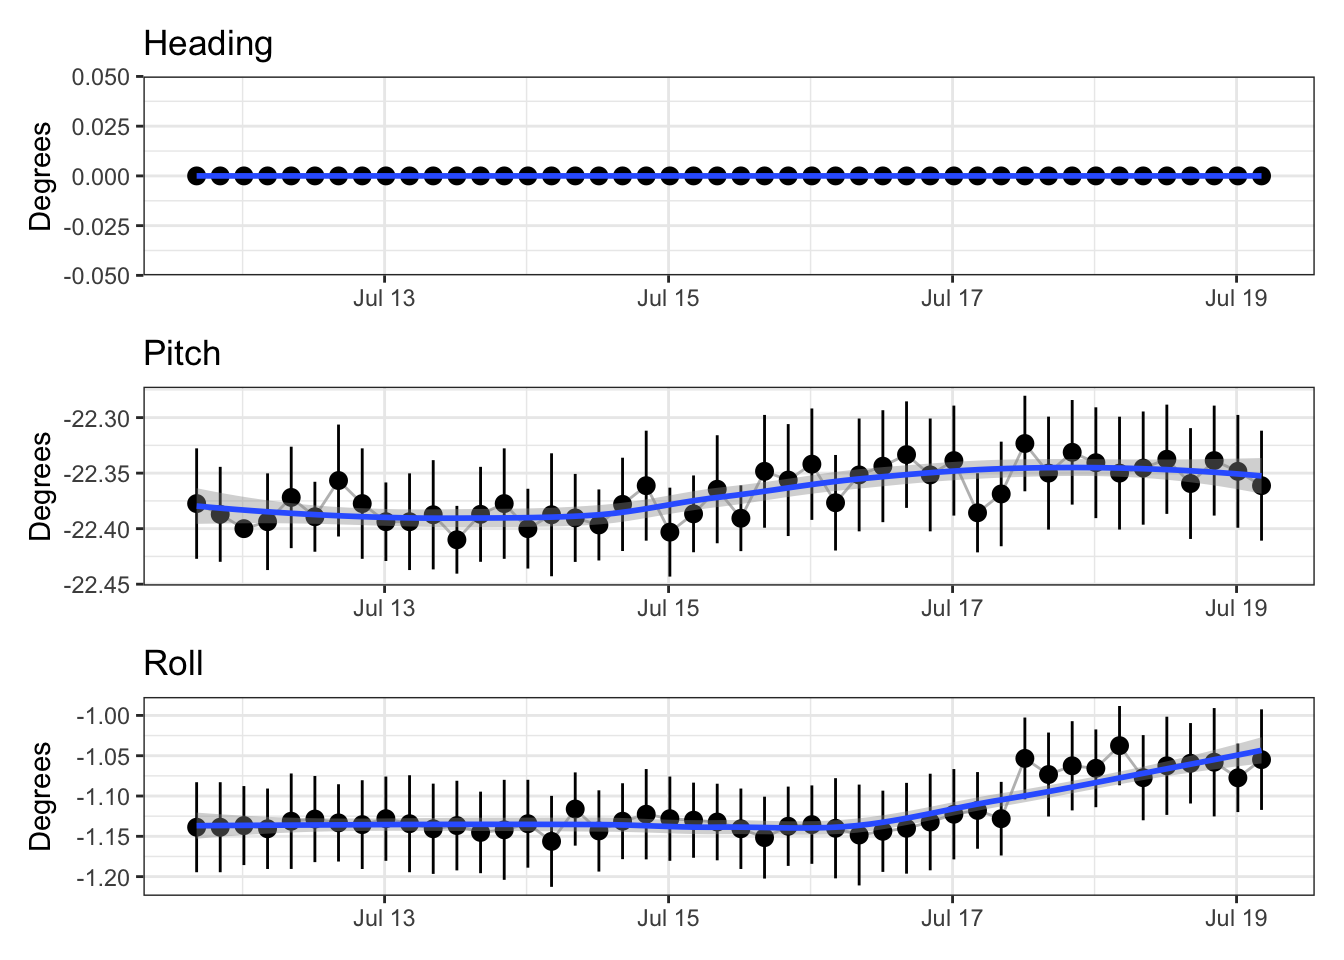 Heading
Degrees
0.050
0.025
0.000
-0.025
-0.050
Jul 13 Jul 15 Jul 17 Jul 19
Pitch
Degrees
-22.30
-22.35
-22.40
-22.45
Jul 13 Jul 15 Jul 17 Jul 19
Roll
Degrees
-1.00
-1.05
-1.10
-1.15
-1.20
Jul 13 Jul 15 Jul 17 Jul 19